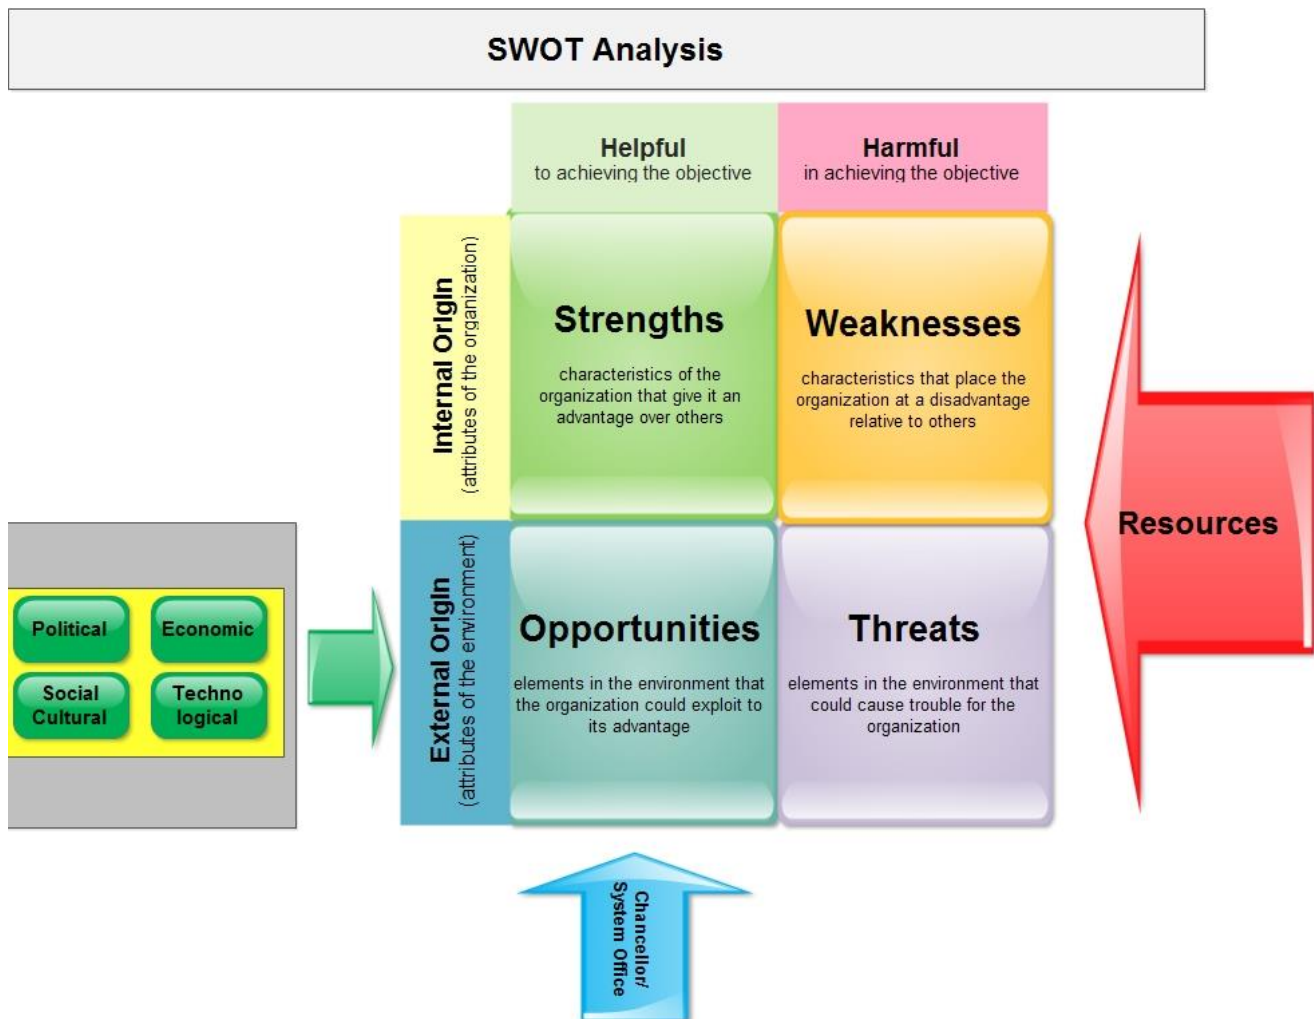 SWOT Analysis
Helpful
to achieving the objective
Harmful
in achieving the objective
Internal OrIgIn
(attributes of the organization)
Strengths
characteristics of the
organization that give it an
advantage over others
Weaknesses
characteristics that place the
organization at a disadvantage
relative to others
Resources
Political
Economic
Social
Cultural
Techno
logical
External OrIgIn
(attributes of the environment)
Opportunities
elements in the environment that
the organization could exploit to
its advantage
Threats
elements in the environment that
could cause trouble for the
organization
Chancellor/
System Office